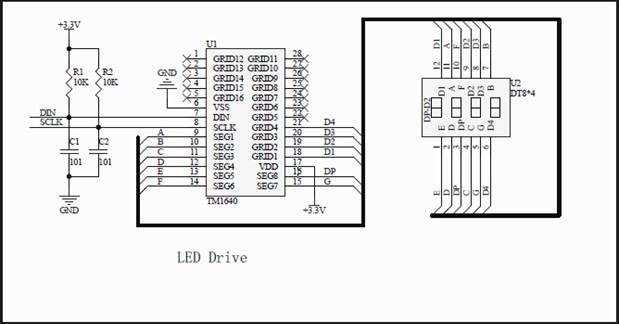 +3.3V
R1
10K
R2
10K
GND
DIN
SCLK
C1
101
C2
101
GND
U1
1 GRID12 GRID11 28
2 GRID13 GRID10 27
3 GRID14 GRID9 26
4 GRID15 GRID8 25
5 GRID16 GRID7 24
6 VSS GRID6 23
7 DIN GRID5 22
8 SCLK GRID4 21 D4
A 9 SEG1 GRID3 20 D3
B 10 SEG2 GRID2 19 D2
C 11 SEG3 GRID1 18 D1
D 12 SEG4 VDD 17
E 13 SEG5 SEG8 DP
F 14 SEG6 SEG7 15 G
TM1640
+3.3V
D1 A F D2 D3 B
12 11 10 9 8 7
U2
DT8*4
D1 A F D2 D3 B
DP-D2
E D DP C G D4
1 2 3 4 5 6
E D DP C G D4
LED Drive